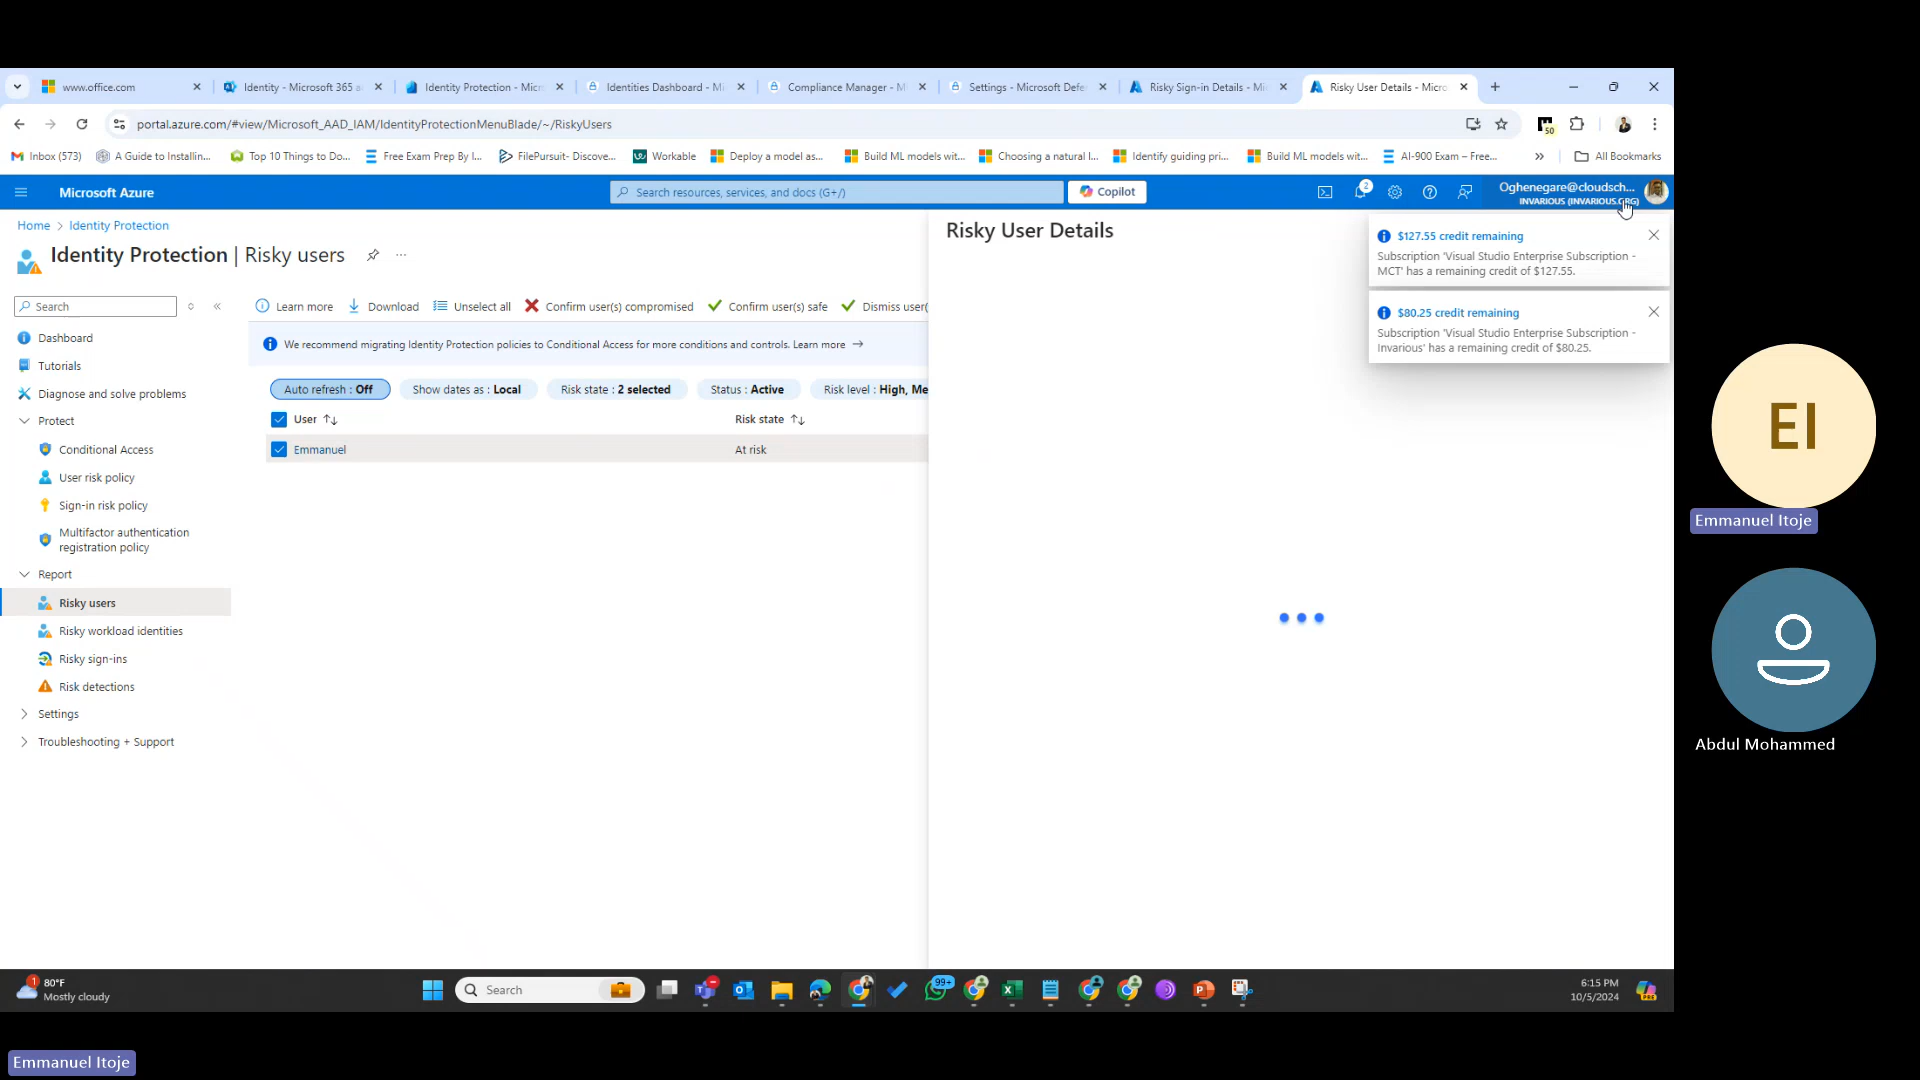 www.office.com
Identity - Microsoft 365 a
Identity Protection - Micr
Identities Dashboard - Mi
Compliance Manager - M
Settings - Microsoft Defe
Risky Sign-in Details - Mi
Risky User Details - Micro
portal.azure.com/#view/Microsoft_AAD_IAM/IdentityProtectionMenuBlade/~/RiskyUsers
50
Inbox (573)
A Guide to Installin...
Top 10 Things to Do...
Free Exam Prep By I...
FilePursuit- Discove...
Workable
Deploy a model as...
Build ML models wit...
Choosing a natural l...
Identify guiding pri...
Build ML models wit...
AI-900 Exam – Free...
All Bookmarks
Microsoft Azure
Search resources, services, and docs (G+/)
Copilot
2
Oghenegare@cloudsch...
INVARIOUS (INVARIOUS.ORG)
Home > Identity Protection
Identity Protection | Risky users
Search
Dashboard
Tutorials
Diagnose and solve problems
Protect
Conditional Access
User risk policy
Sign-in risk policy
Multifactor authentication
registration policy
Report
Risky users
Risky workload identities
Risky sign-ins
Risk detections
Settings
Troubleshooting + Support
Learn more
Download
Unselect all
Confirm user(s) compromised
Confirm user(s) safe
Dismiss user(
We recommend migrating Identity Protection policies to Conditional Access for more conditions and controls. Learn more
Auto refresh : Off
Show dates as : Local
Risk state : 2 selected
Status : Active
Risk level : High, Me
User
Risk state
Emmanuel
At risk
Risky User Details
$127.55 credit remaining
Subscription 'Visual Studio Enterprise Subscription -
MCT' has a remaining credit of $127.55.
$80.25 credit remaining
Subscription 'Visual Studio Enterprise Subscription -
Invarious' has a remaining credit of $80.25.
EI
Emmanuel Itoje
Abdul Mohammed
1
80°F
Mostly cloudy
Search
99+
6:15 PM
10/5/2024
PRE
Emmanuel Itoje